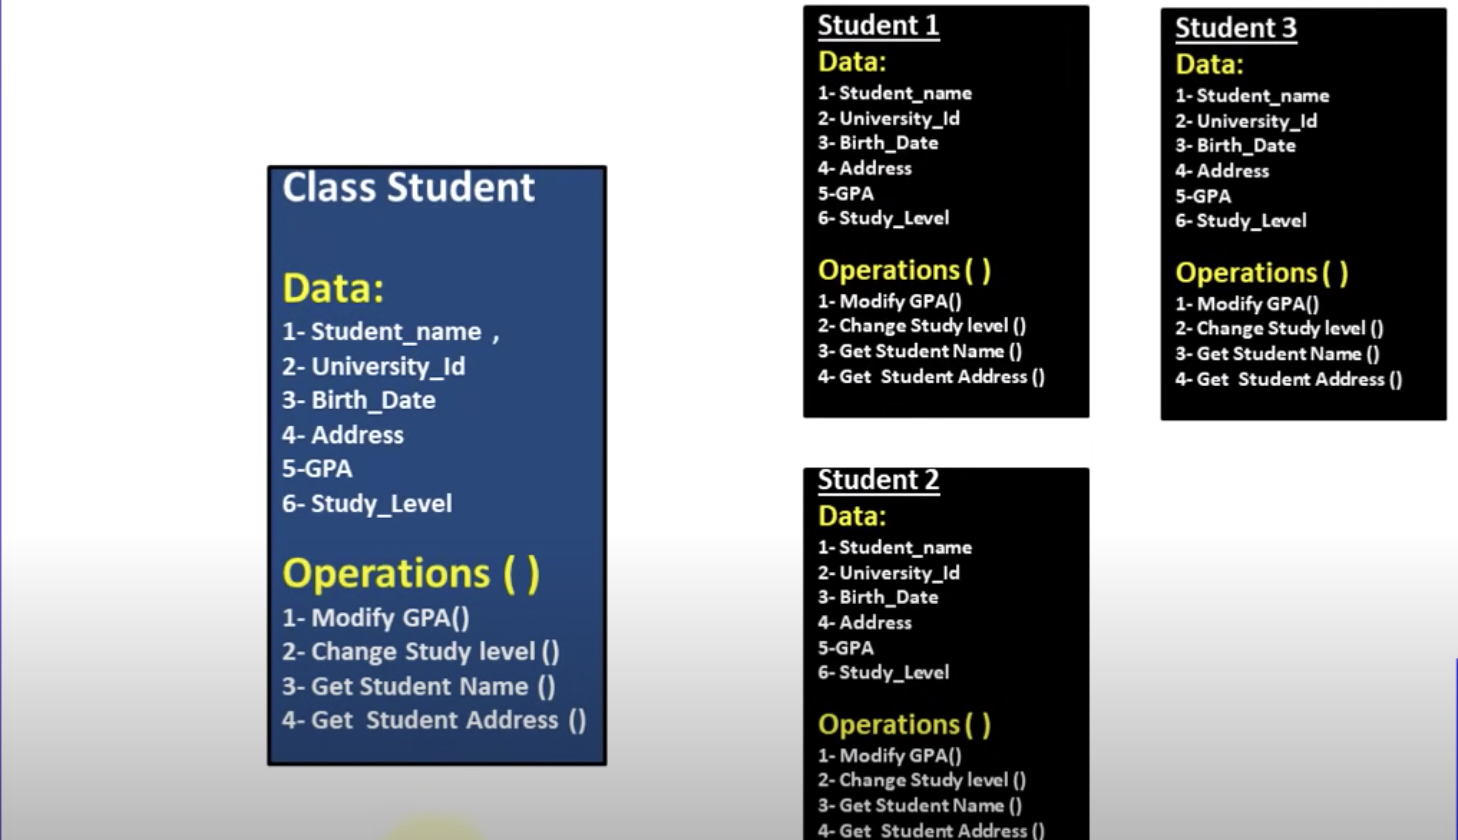 Class Student
Data:
1- Student_name ,
2- University_Id
3- Birth_Date
4- Address
5-GPA
6- Study_Level
Operations ( )
1- Modify GPA()
2- Change Study level ()
3- Get Student Name ()
4- Get  Student Address ()
Student 1
Data:
1- Student_name
2- University_Id
3- Birth_Date
4- Address
5-GPA
6- Study_Level
Operations ( )
1- Modify GPA()
2- Change Study level ()
3- Get Student Name ()
4- Get  Student Address ()
Student 3
Data:
1- Student_name
2- University_Id
3- Birth_Date
4- Address
5-GPA
6- Study_Level
Operations ( )
1- Modify GPA()
2- Change Study level ()
3- Get Student Name ()
4- Get  Student Address ()
Student 2
Data:
1- Student_name
2- University_Id
3- Birth_Date
4- Address
5-GPA
6- Study_Level
Operations ( )
1- Modify GPA()
2- Change Study level ()
3- Get Student Name ()
4- Get  Student Address ()